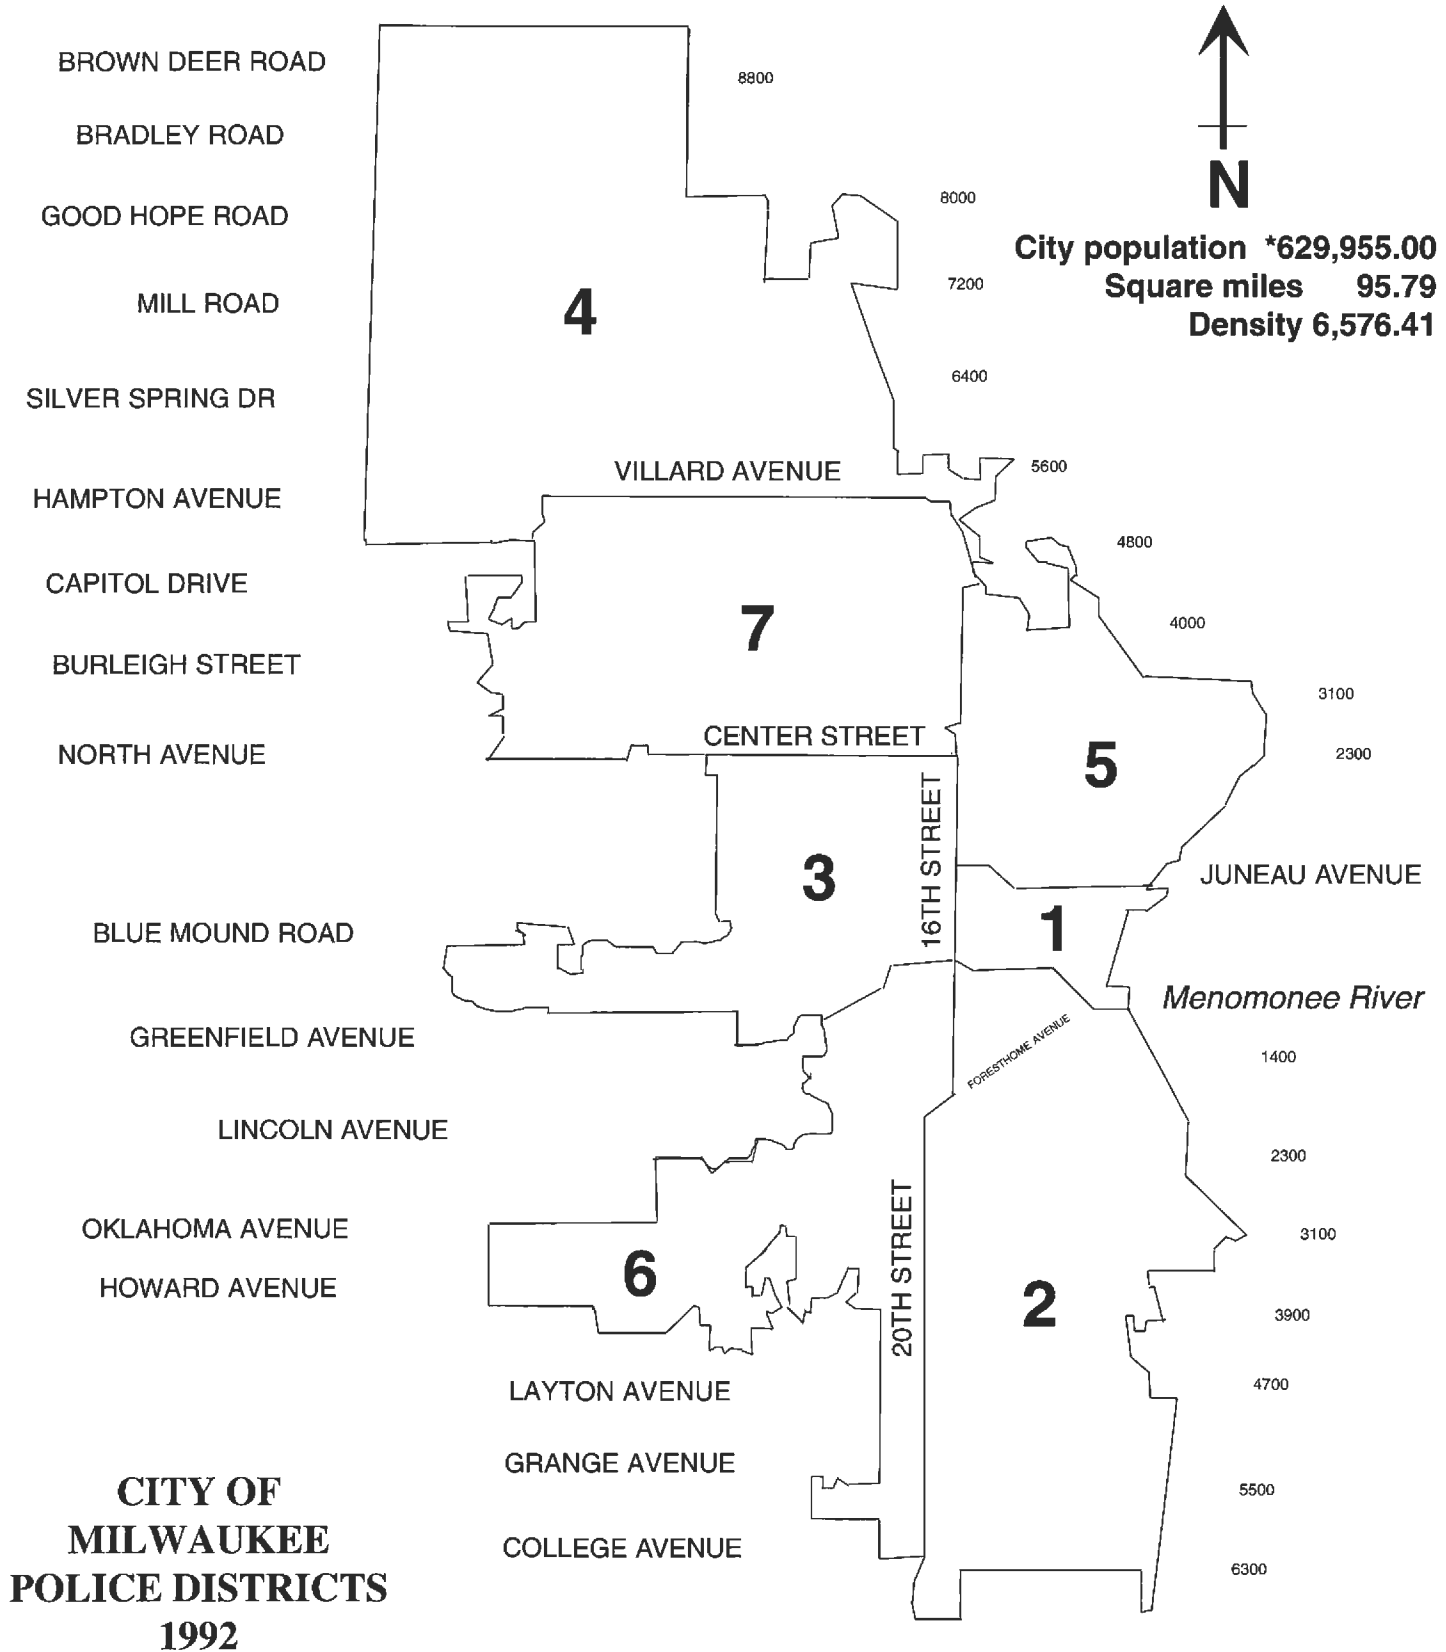 BROWN DEER ROAD
8800
BRADLEY ROAD
N
8000
GOOD HOPE ROAD
City population *629,955.00
7200
Square miles 95.79
MILL ROAD
4
Density 6,576.41
6400
SILVER SPRING DR
VILLARD AVENUE
5600
HAMPTON AVENUE
4800
CAPITOL DRIVE
7
4000
BURLEIGH STREET
3100
CENTER STREET
NORTH AVENUE
2300
5
16TH STREET
3
JUNEAU AVENUE
1
BLUE MOUND ROAD
Menomonee River
GREENFIELD AVENUE
FORESTHOME AVENUE
1400
LINCOLN AVENUE
2300
OKLAHOMA AVENUE
3100
20TH STREET
6
HOWARD AVENUE
2
3900
LAYTON AVENUE
4700
GRANGE AVENUE
5500
COLLEGE AVENUE
6300
CITY OF
MILWAUKEE
POLICE DISTRICTS
1992